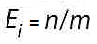 Eᵢ = n/m